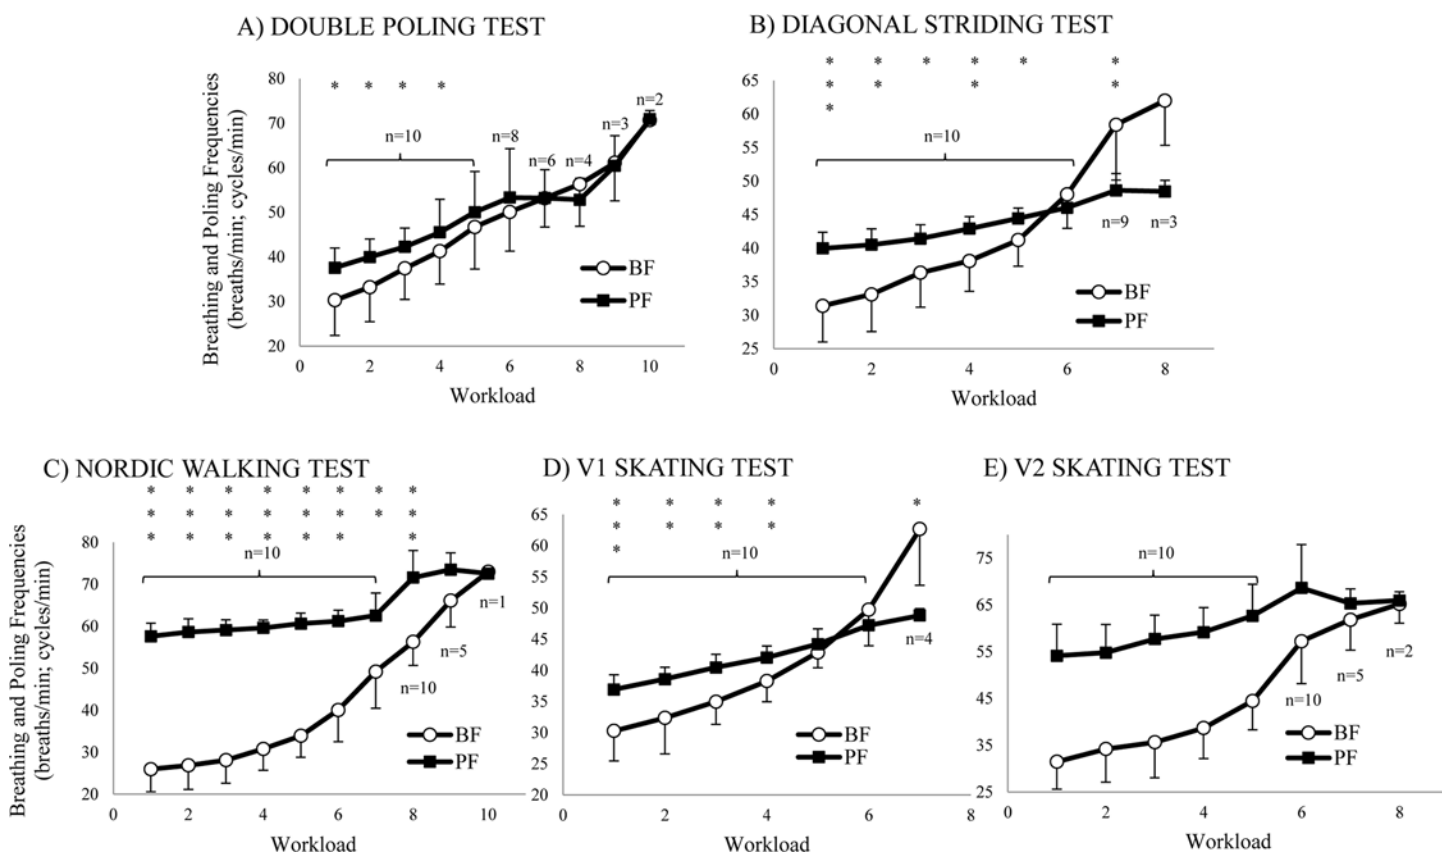 A) DOUBLE POLING TEST
Breathing and Poling Frequencies
(breaths/min; cycles/min)
80
70
60
50
40
30
20
* * * *
n=10
n=8
n=6
n=4
n=3
n=2
BF
PF
0 2 4 6 8 10
Workload
B) DIAGONAL STRIDING TEST
65
60
55
50
45
40
35
30
25
* * * * * *
* * * *
*
n=10
n=9
n=3
BF
PF
0 2 4 6 8
Workload
C) NORDIC WALKING TEST
Breathing and Poling Frequencies
(breaths/min; cycles/min)
* * * * * * * *
* * * * * * * *
* * * * * * *
80
70
60
50
40
30
20
n=10
n=10
n=5
n=1
BF
PF
0 2 4 6 8 10
Workload
D) V1 SKATING TEST
* * * * *
* * * *
*
65
60
55
50
45
40
35
30
25
20
n=10
n=4
BF
PF
0 2 4 6 8
Workload
E) V2 SKATING TEST
75
65
55
45
35
25
n=10
n=10
n=5
n=2
BF
PF
0 2 4 6 8
Workload